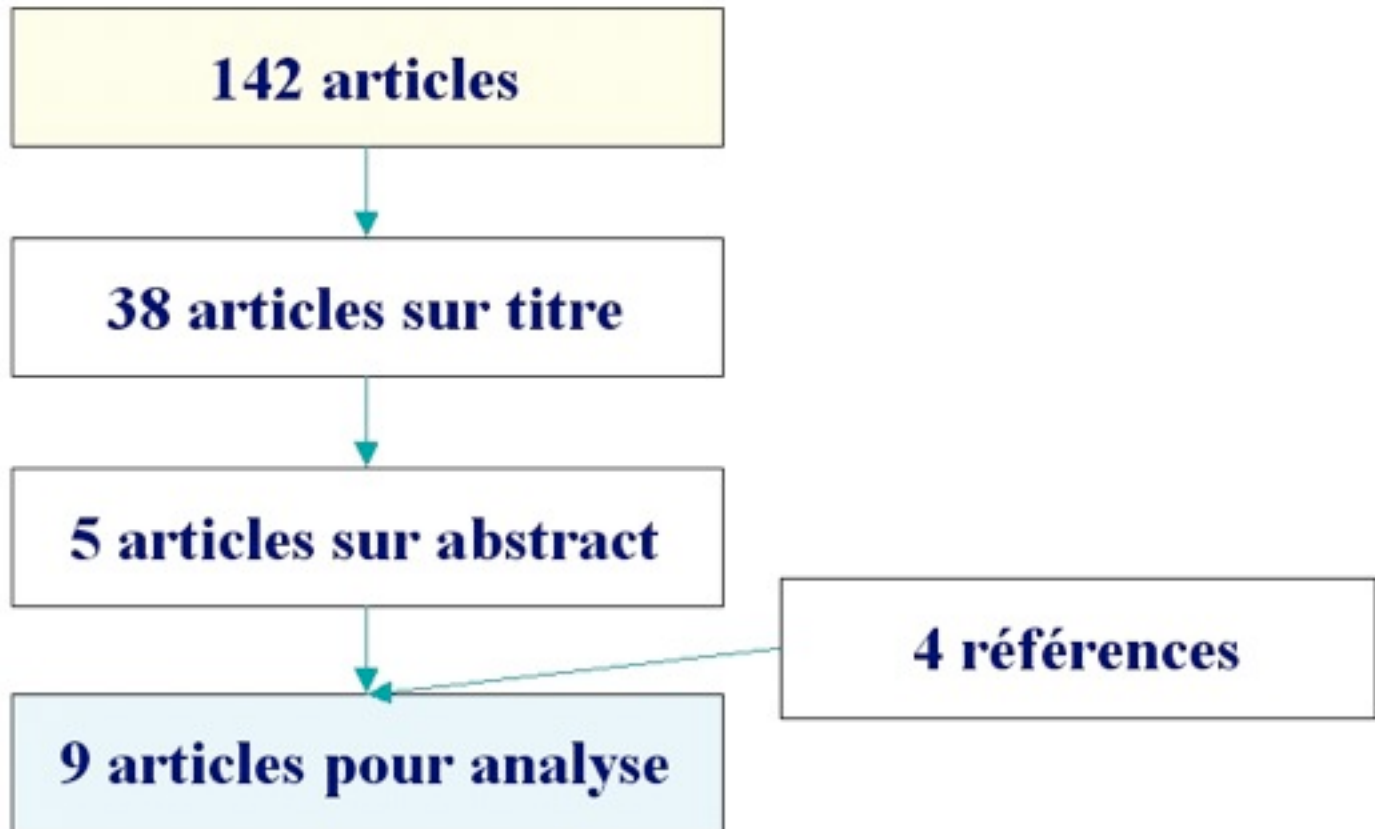 142 articles
38 articles sur titre
5 articles sur abstract
4 références
9 articles pour analyse